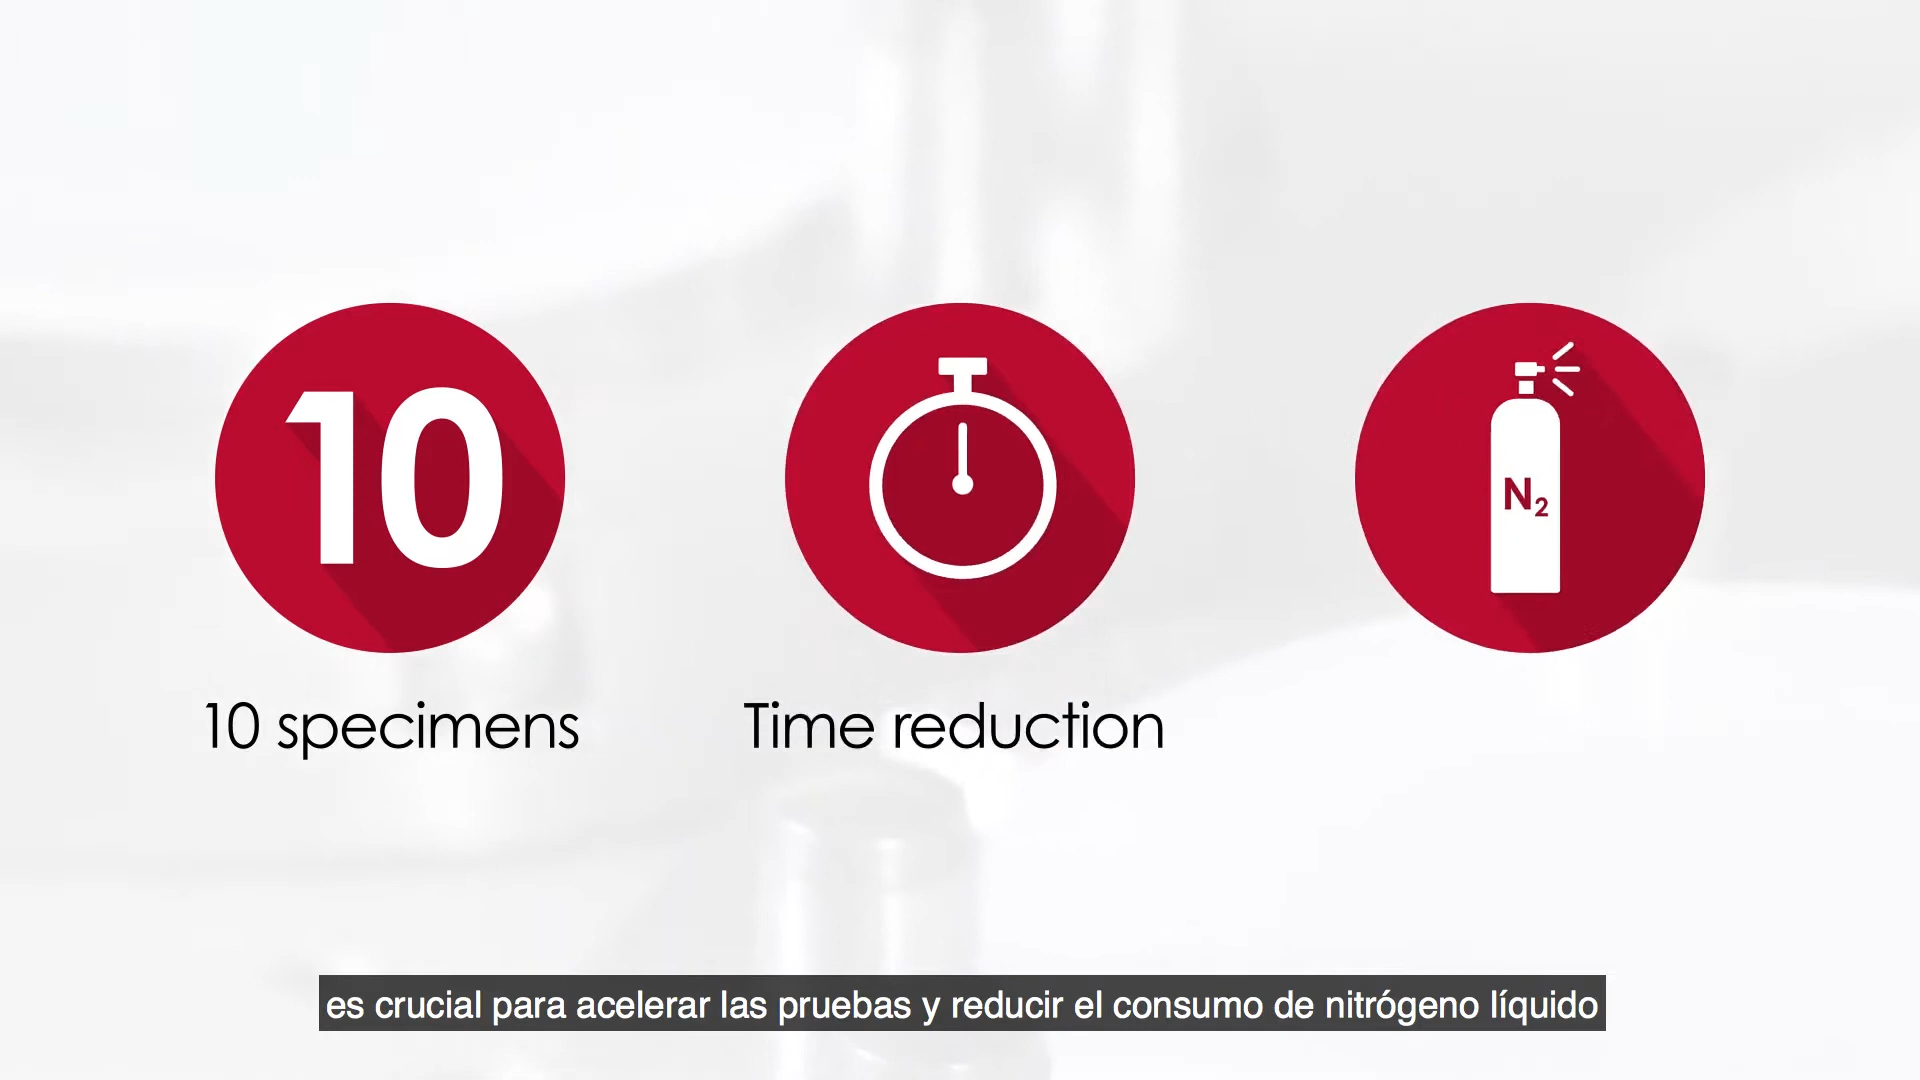 10
N₂
10 specimens
Time reduction
es crucial para acelerar las pruebas y reducir el consumo de nitrógeno líquido